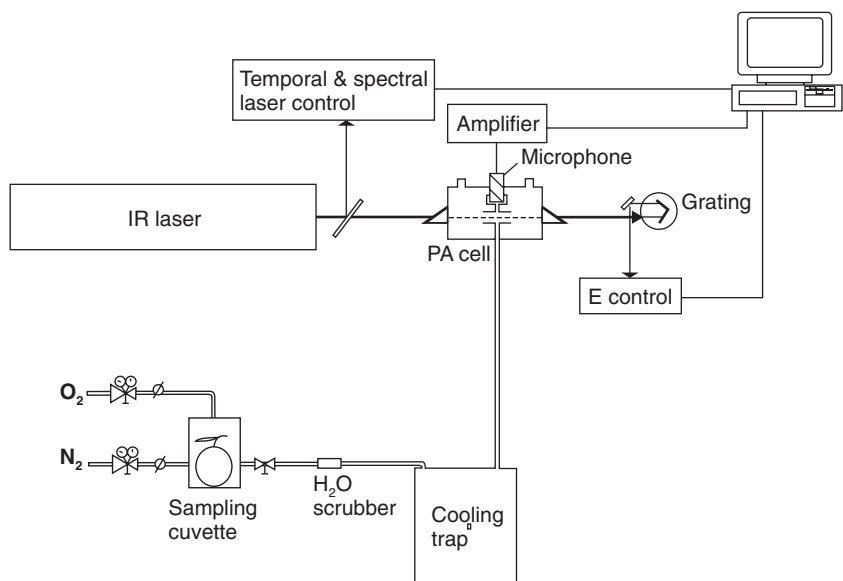 Temporal & spectral
laser control
Amplifier
Microphone
IR laser
Grating
PA cell
E control
O₂
N₂
Sampling
cuvette
H₂O
scrubber
Cooling
trap